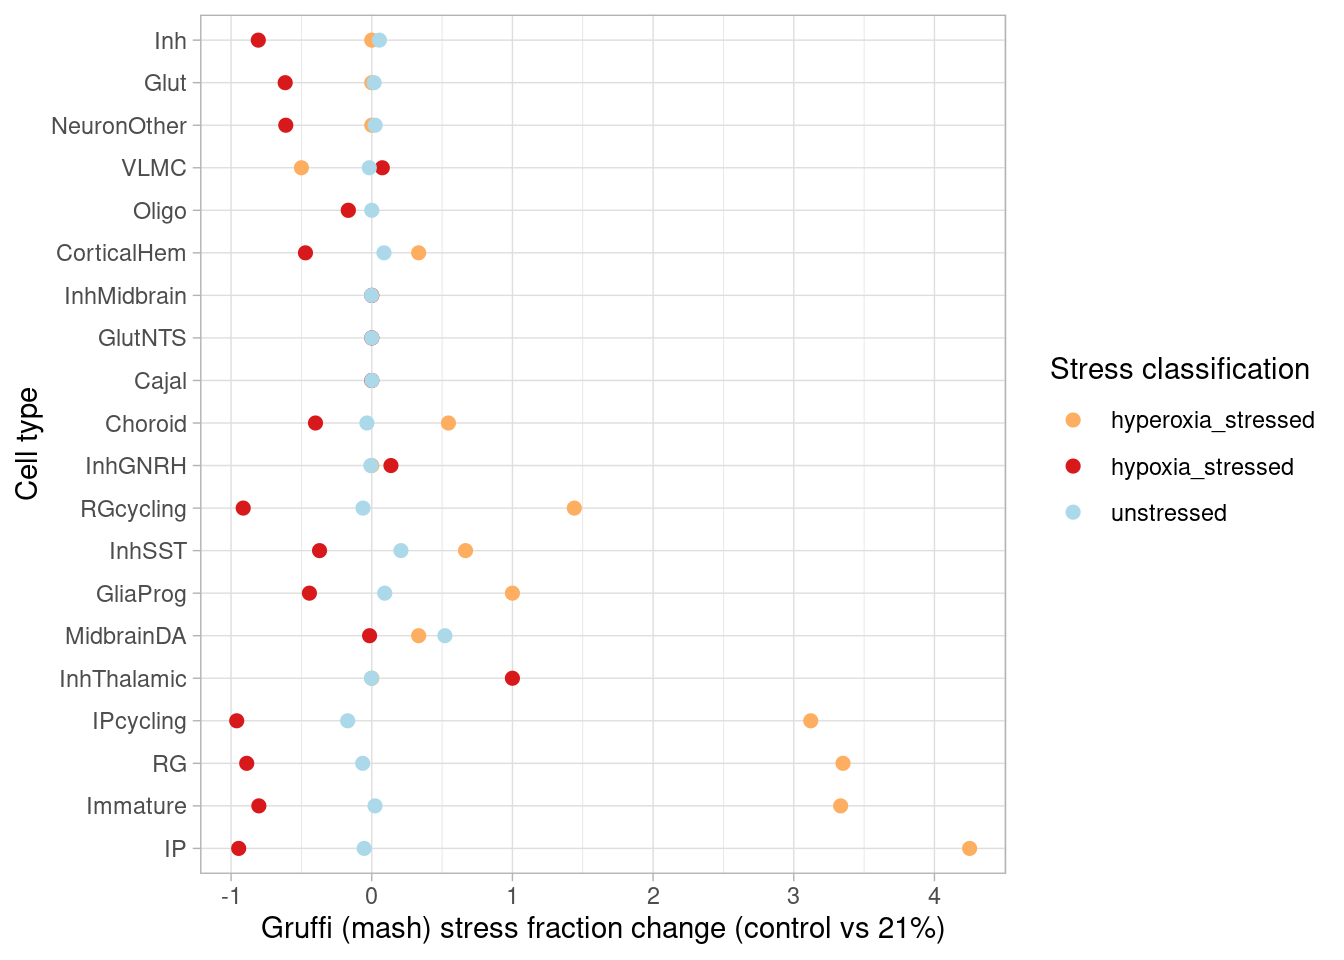 Inh
Glut
NeuronOther
VLMC
Oligo
CorticalHem
InhMidbrain
GlutNTS
Cajal
Choroid
InhGNRH
RGcycling
InhSST
GliaProg
MidbrainDA
InhThalamic
IPcycling
RG
Immature
IP
Cell type
-1 0 1 2 3 4
Gruffi (mash) stress fraction change (control vs 21%)
Stress classification
hyperoxia_stressed
hypoxia_stressed
unstressed